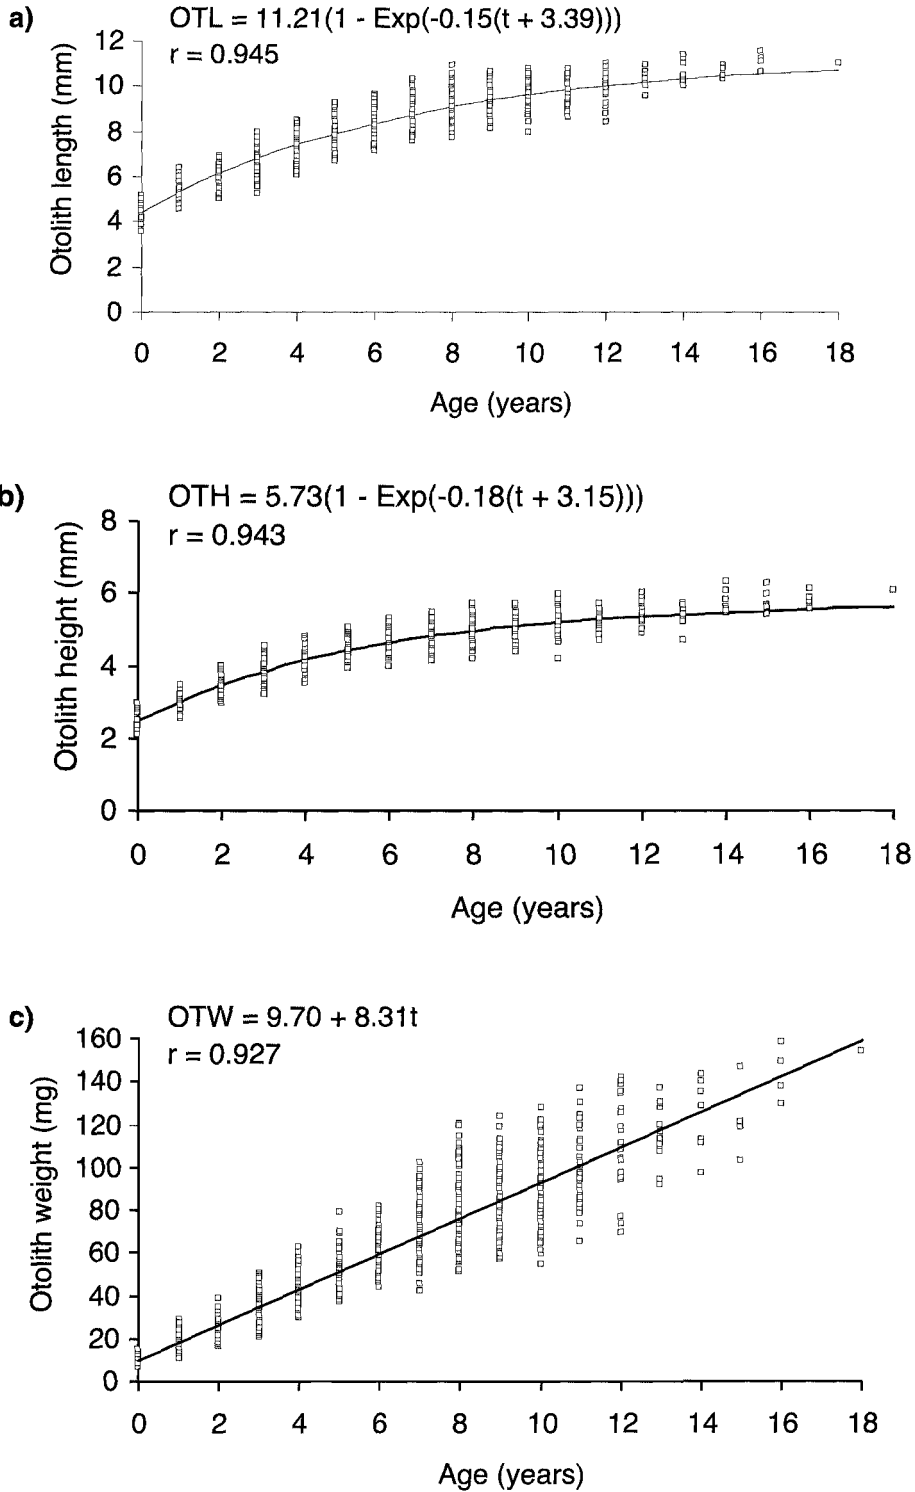 a) OTL = 11.21(1 - Exp(-0.15(t + 3.39)))
r = 0.945
Otolith length (mm)
12
10
8
6
4
2
0
0 2 4 6 8 10 12 14 16 18
Age (years)
b) OTH = 5.73(1 - Exp(-0.18(t + 3.15)))
r = 0.943
Otolith height (mm)
8
6
4
2
0
0 2 4 6 8 10 12 14 16 18
Age (years)
c) OTW = 9.70 + 8.31t
r = 0.927
Otolith weight (mg)
160
140
120
100
80
60
40
20
0
0 2 4 6 8 10 12 14 16 18
Age (years)